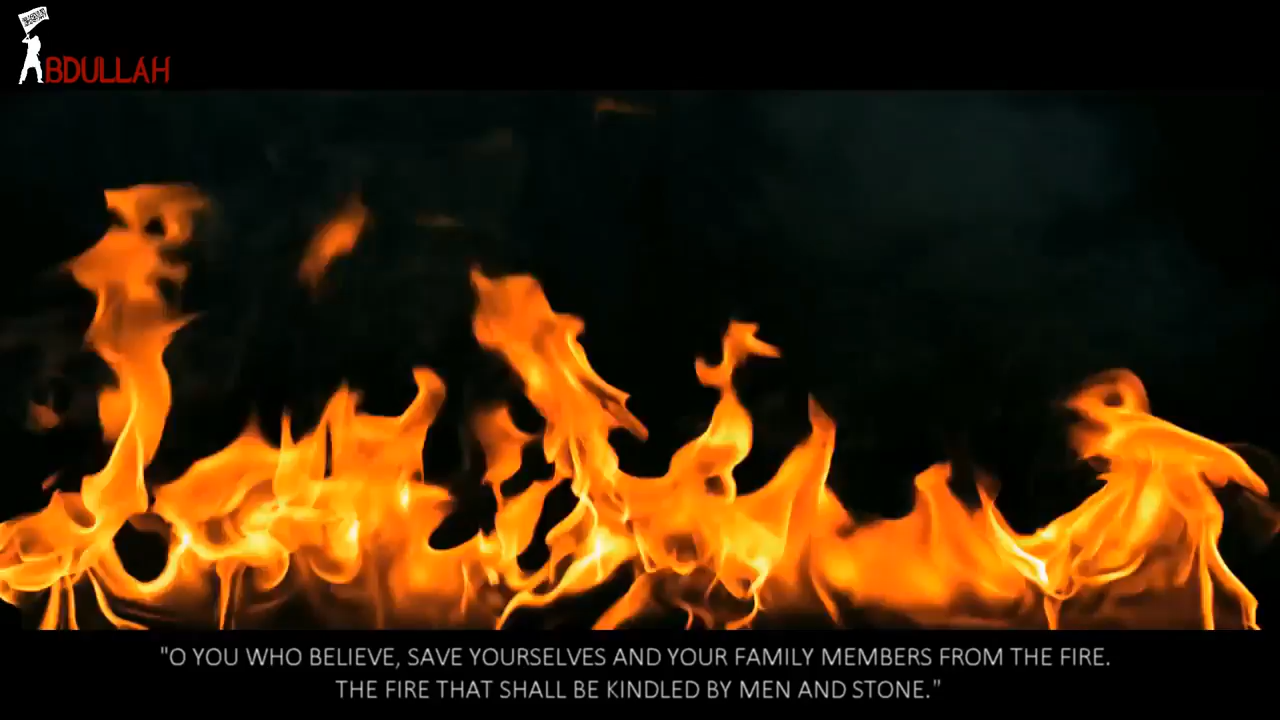 ABDULLAH
"O YOU WHO BELIEVE, SAVE YOURSELVES AND YOUR FAMILY MEMBERS FROM THE FIRE.
THE FIRE THAT SHALL BE KINDLED BY MEN AND STONE."